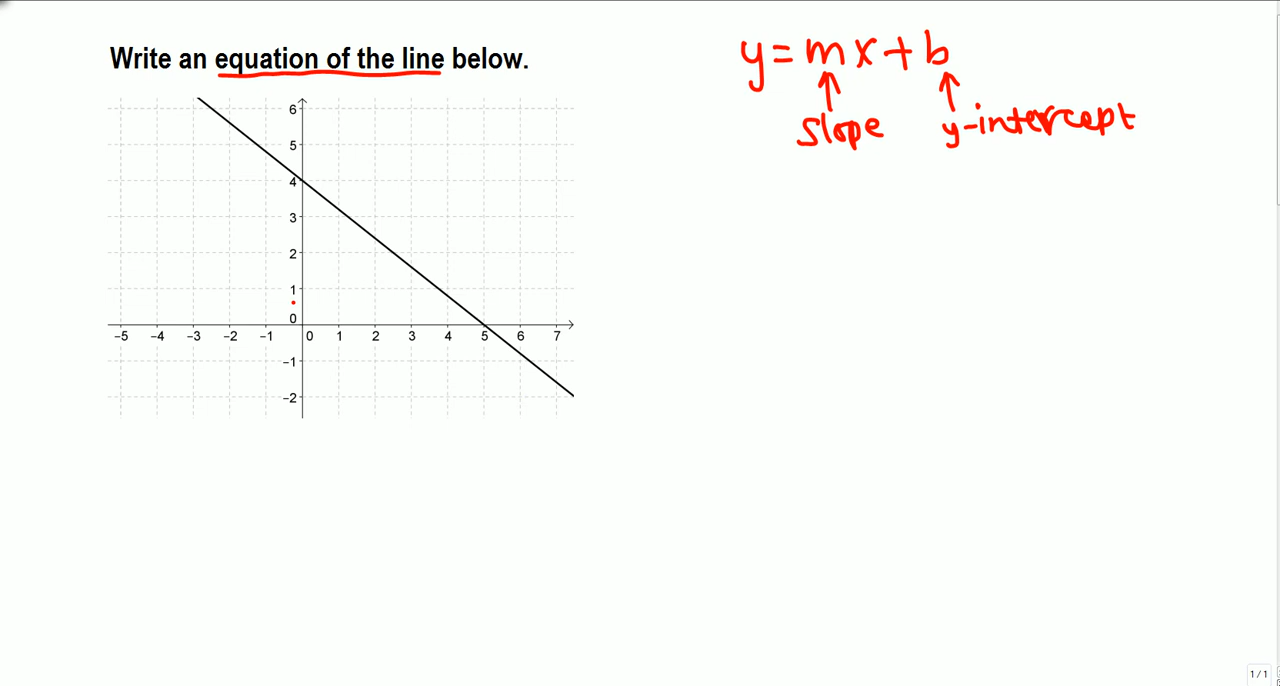 Write an equation of the line below.
y = mx + b
slope y-intercept
6
5
4
3
2
1
0
-5 -4 -3 -2 -1 0 1 2 3 4 5 6 7
-1
-2
1 / 1